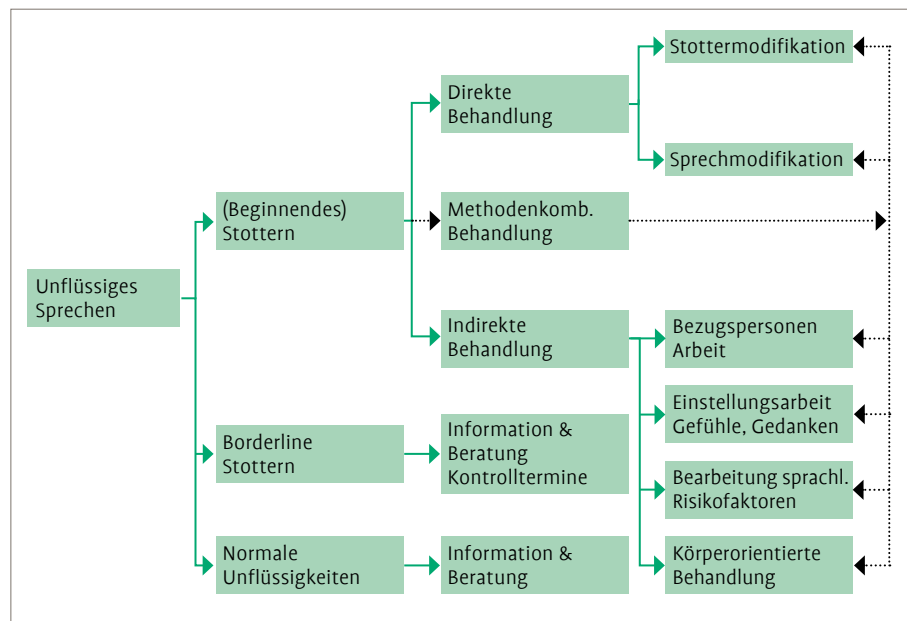 Unflüssiges
Sprechen
(Beginnendes)
Stottern
Borderline
Stottern
Normale
Unflüssigkeiten
Direkte
Behandlung
Methodenkomb.
Behandlung
Indirekte
Behandlung
Information &
Beratung
Kontrolltermine
Information &
Beratung
Stottermodifikation
Sprechmodifikation
Bezugspersonen
Arbeit
Einstellungsarbeit
Gefühle, Gedanken
Bearbeitung sprachl.
Risikofaktoren
Körperorientierte
Behandlung